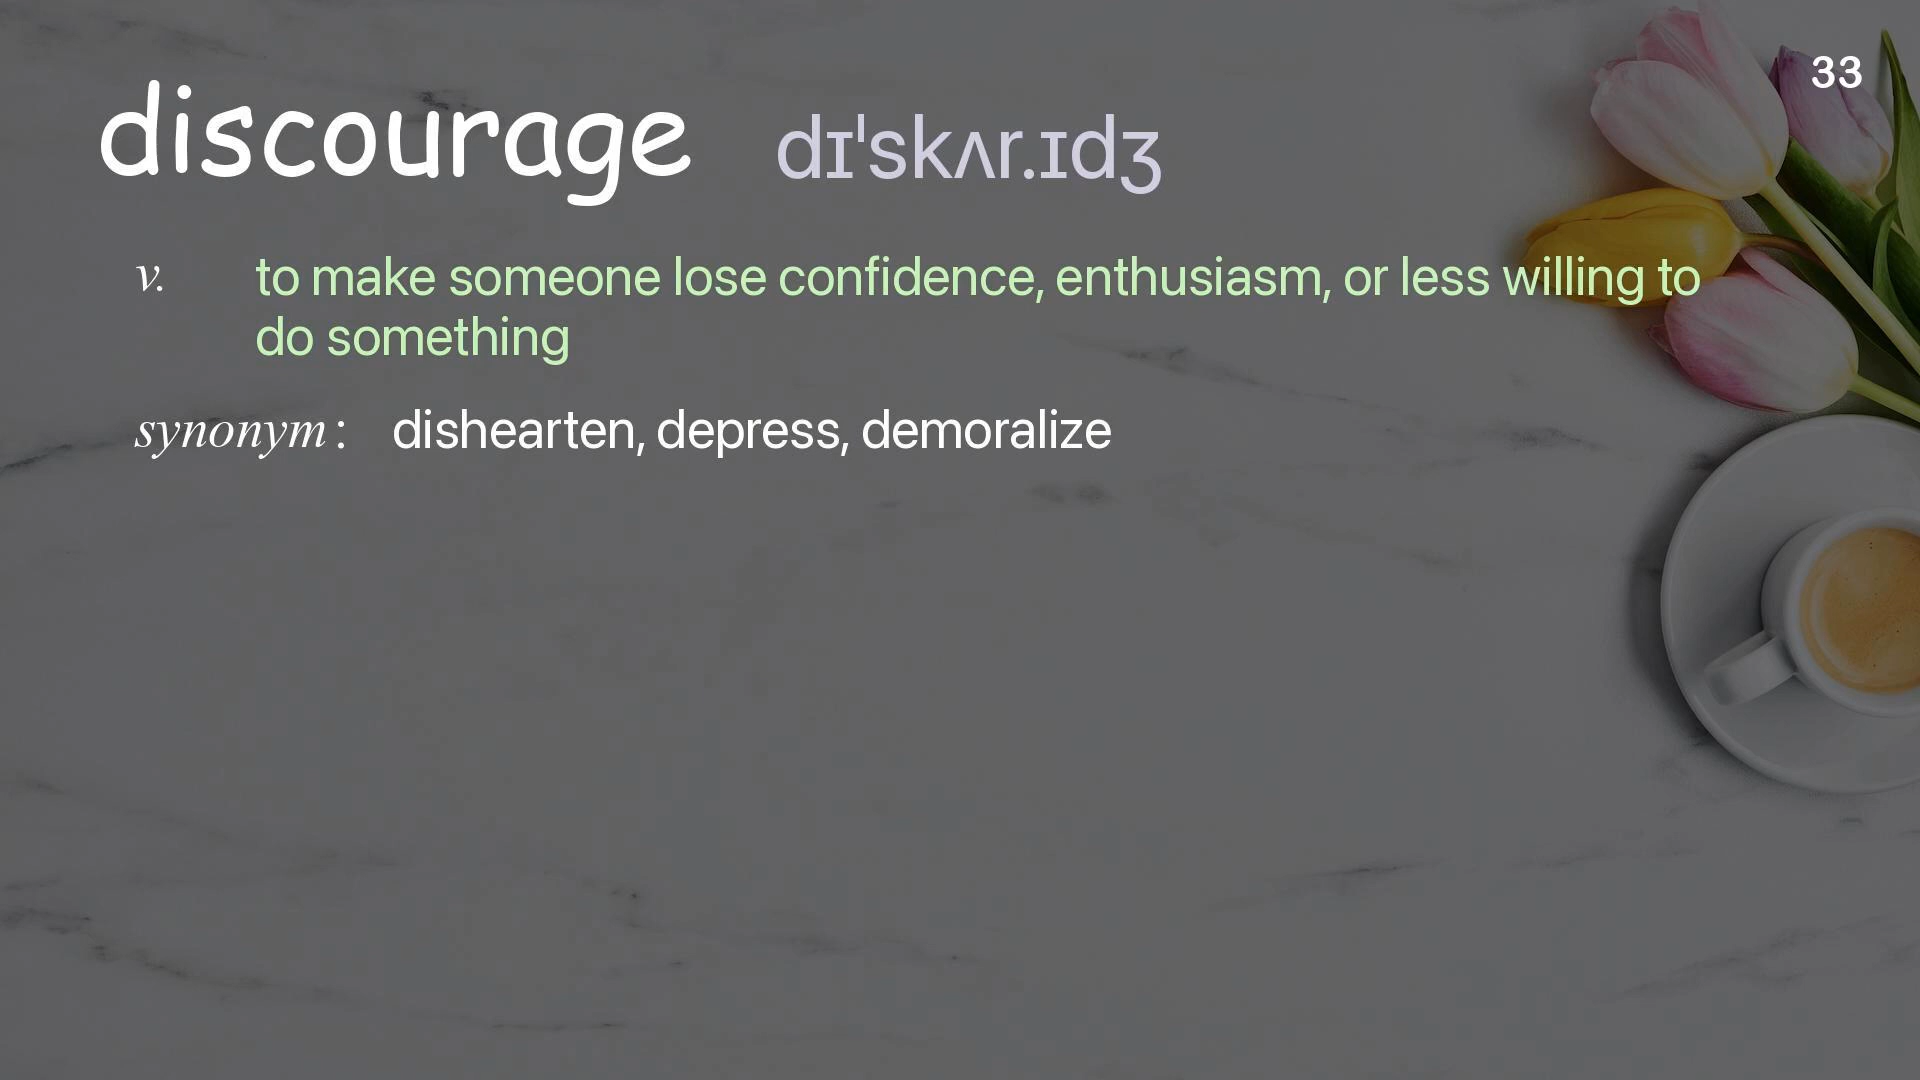 33
discourage dɪˈskʌr.ɪdʒ
v. to make someone lose confidence, enthusiasm, or less willing to
do something
synonym : dishearten, depress, demoralize